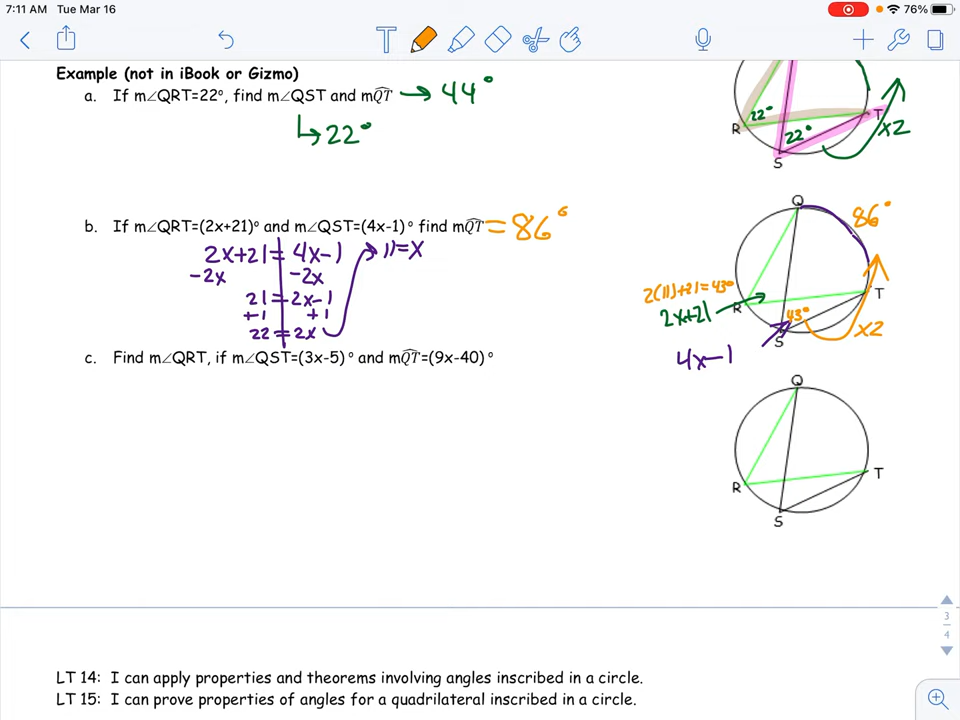 7:11 AM Tue Mar 16
76%
Example (not in iBook or Gizmo)
a. If m∠QRT=22°, find m∠QST and mQT → 44°
↳ 22°
22°
22°
R
S
T
x2
b. If m∠QRT=(2x+21)° and m∠QST=(4x-1)° find mQT = 86°
2x+21 = 4x-1 → 11=x
-2x -2x
21 = 2x-1
+1 +1
22 = 2x
Q
86°
2(11)+21=43°
2x+21
R
43°
T
S
x2
4x-1
c. Find m∠QRT, if m∠QST=(3x-5)° and mQT=(9x-40)°
Q
R
T
S
3
4
LT 14: I can apply properties and theorems involving angles inscribed in a circle.
LT 15: I can prove properties of angles for a quadrilateral inscribed in a circle.